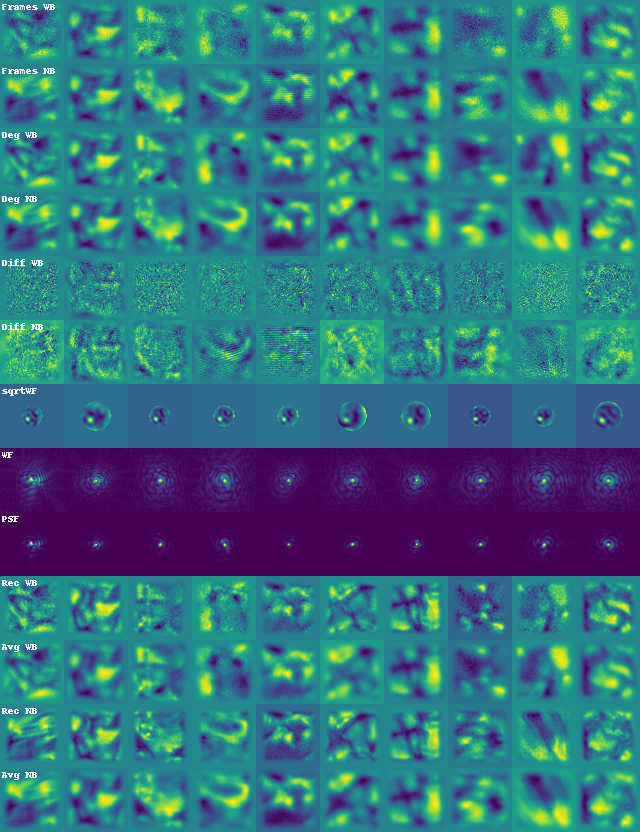 Frames WB
Frames NB
Deg WB
Deg NB
Diff WB
Diff NB
sqrtWF
WF
PSF
Rec WB
Avg WB
Rec NB
Avg NB